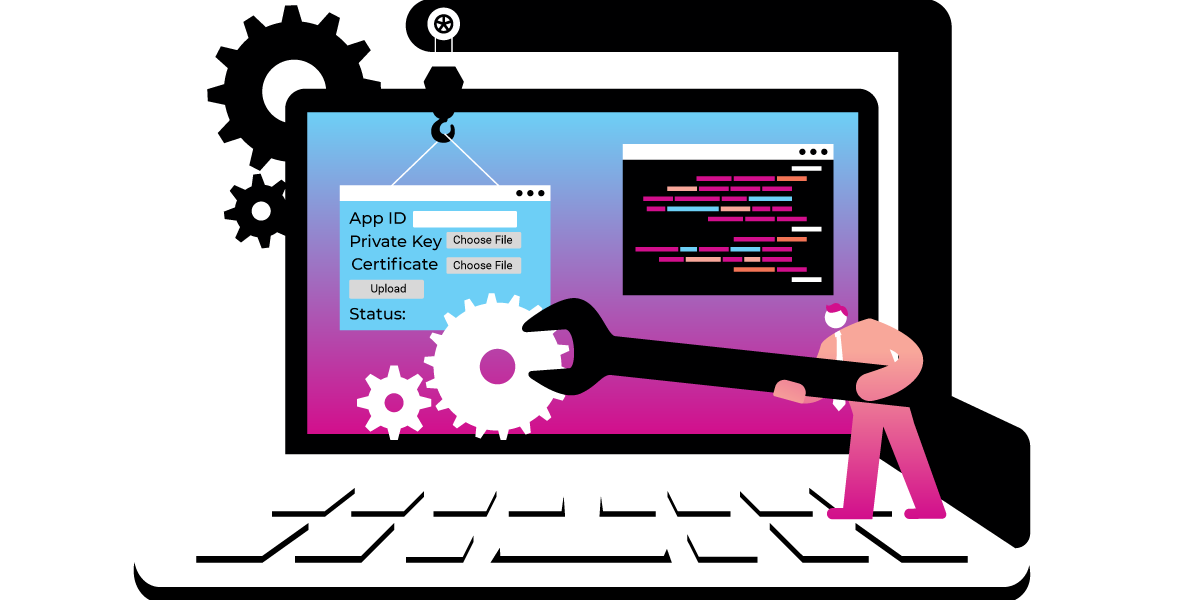 App ID
Private Key Choose File
Certificate Choose File
Upload
Status: